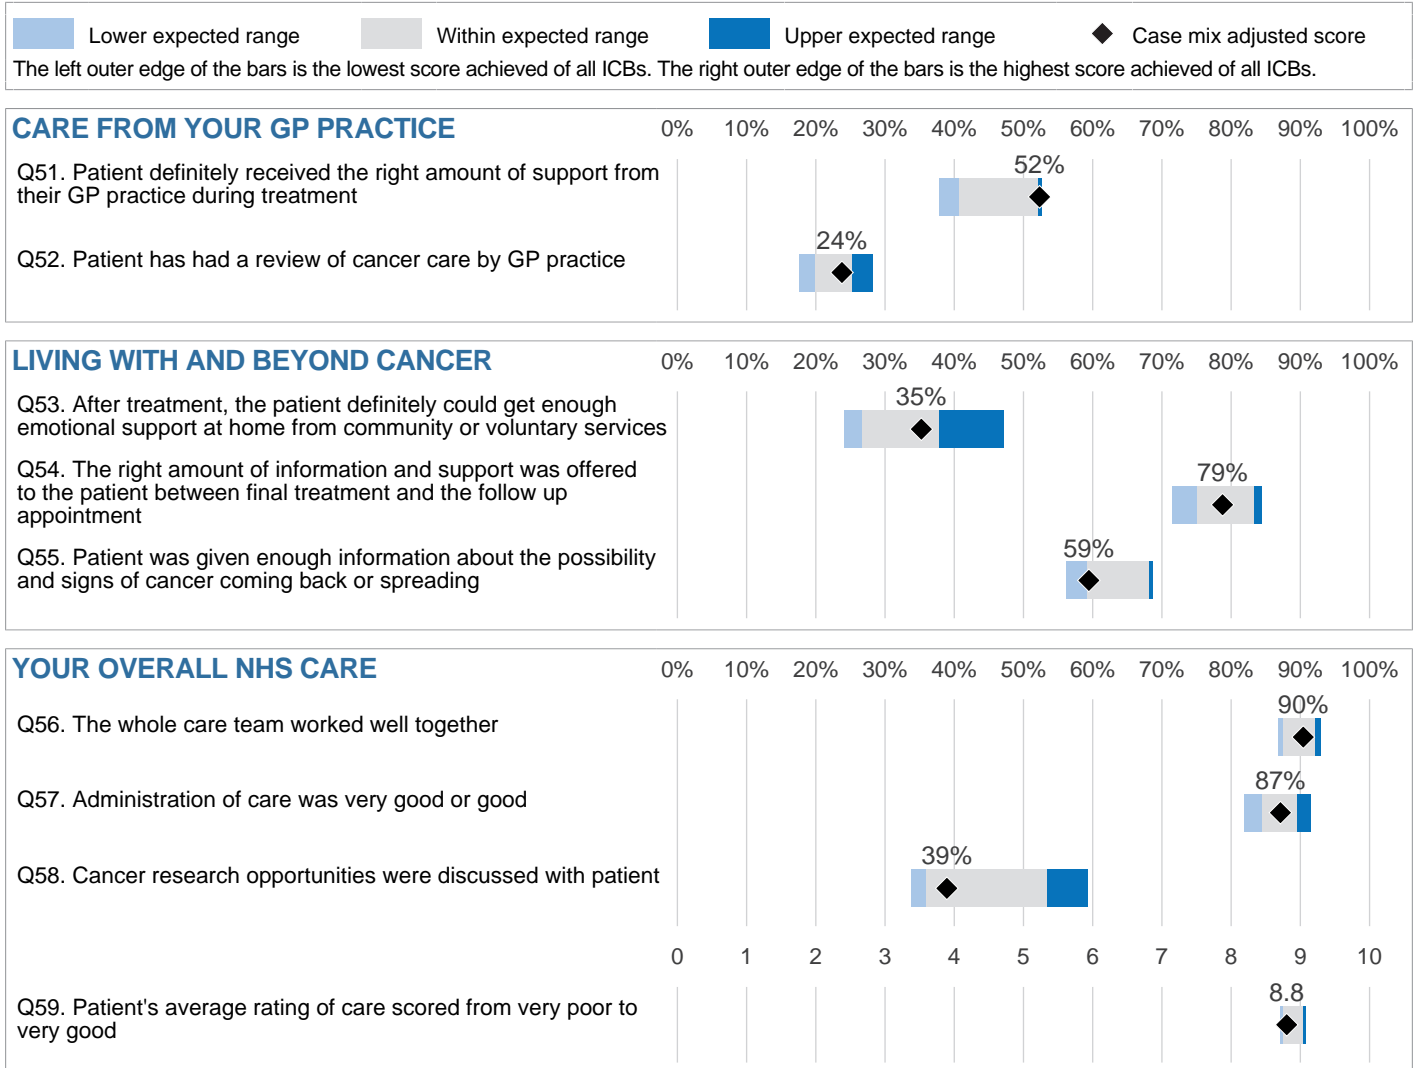 Lower expected range Within expected range Upper expected range Case mix adjusted score
The left outer edge of the bars is the lowest score achieved of all ICBs. The right outer edge of the bars is the highest score achieved of all ICBs.
CARE FROM YOUR GP PRACTICE 0% 10% 20% 30% 40% 50% 60% 70% 80% 90% 100%
52%
Q51. Patient definitely received the right amount of support from
their GP practice during treatment
24%
Q52. Patient has had a review of cancer care by GP practice
LIVING WITH AND BEYOND CANCER 0% 10% 20% 30% 40% 50% 60% 70% 80% 90% 100%
35%
Q53. After treatment, the patient definitely could get enough
emotional support at home from community or voluntary services
79%
Q54. The right amount of information and support was offered
to the patient between final treatment and the follow up
appointment
59%
Q55. Patient was given enough information about the possibility
and signs of cancer coming back or spreading
YOUR OVERALL NHS CARE 0% 10% 20% 30% 40% 50% 60% 70% 80% 90% 100%
90%
Q56. The whole care team worked well together
87%
Q57. Administration of care was very good or good
39%
Q58. Cancer research opportunities were discussed with patient
0 1 2 3 4 5 6 7 8 9 10
8.8
Q59. Patient's average rating of care scored from very poor to
very good